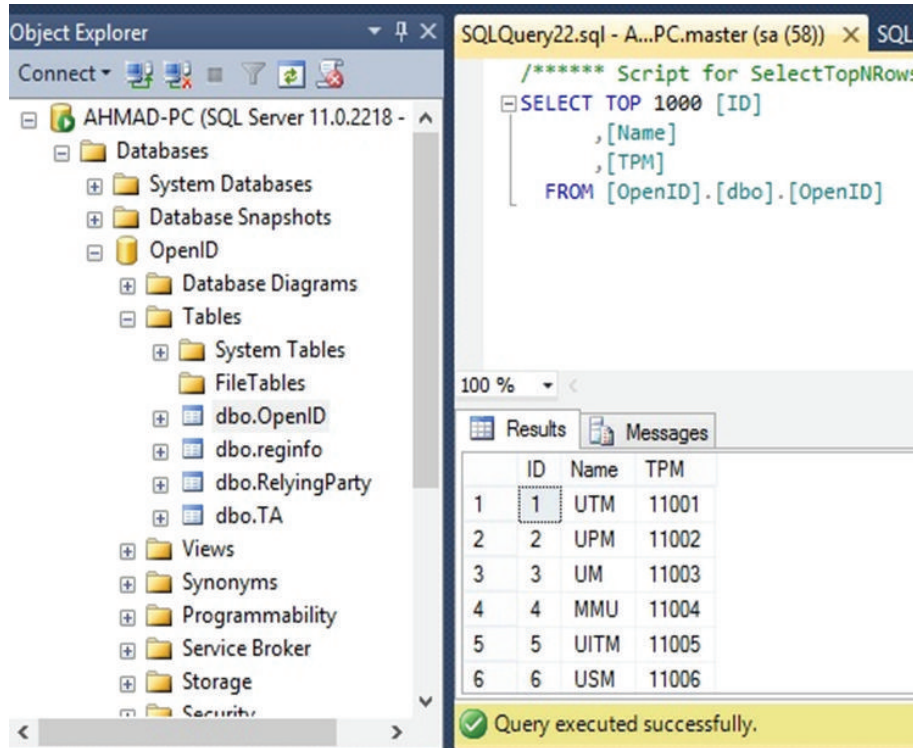 Object Explorer
Connect
AHMAD-PC (SQL Server 11.0.2218 -
Databases
System Databases
Database Snapshots
OpenID
Database Diagrams
Tables
System Tables
FileTables
dbo.OpenID
dbo.reginfo
dbo.RelyingParty
dbo.TA
Views
Synonyms
Programmability
Service Broker
Storage
Security
SQLQuery22.sql - A...PC.master (sa (58)) SQL
/****** Script for SelectTopNRows
SELECT TOP 1000 [ID]
,[Name]
,[TPM]
FROM [OpenID].[dbo].[OpenID]
100 %
Results Messages
ID Name TPM
1 1 UTM 11001
2 2 UPM 11002
3 3 UM 11003
4 4 MMU 11004
5 5 UITM 11005
6 6 USM 11006
Query executed successfully.